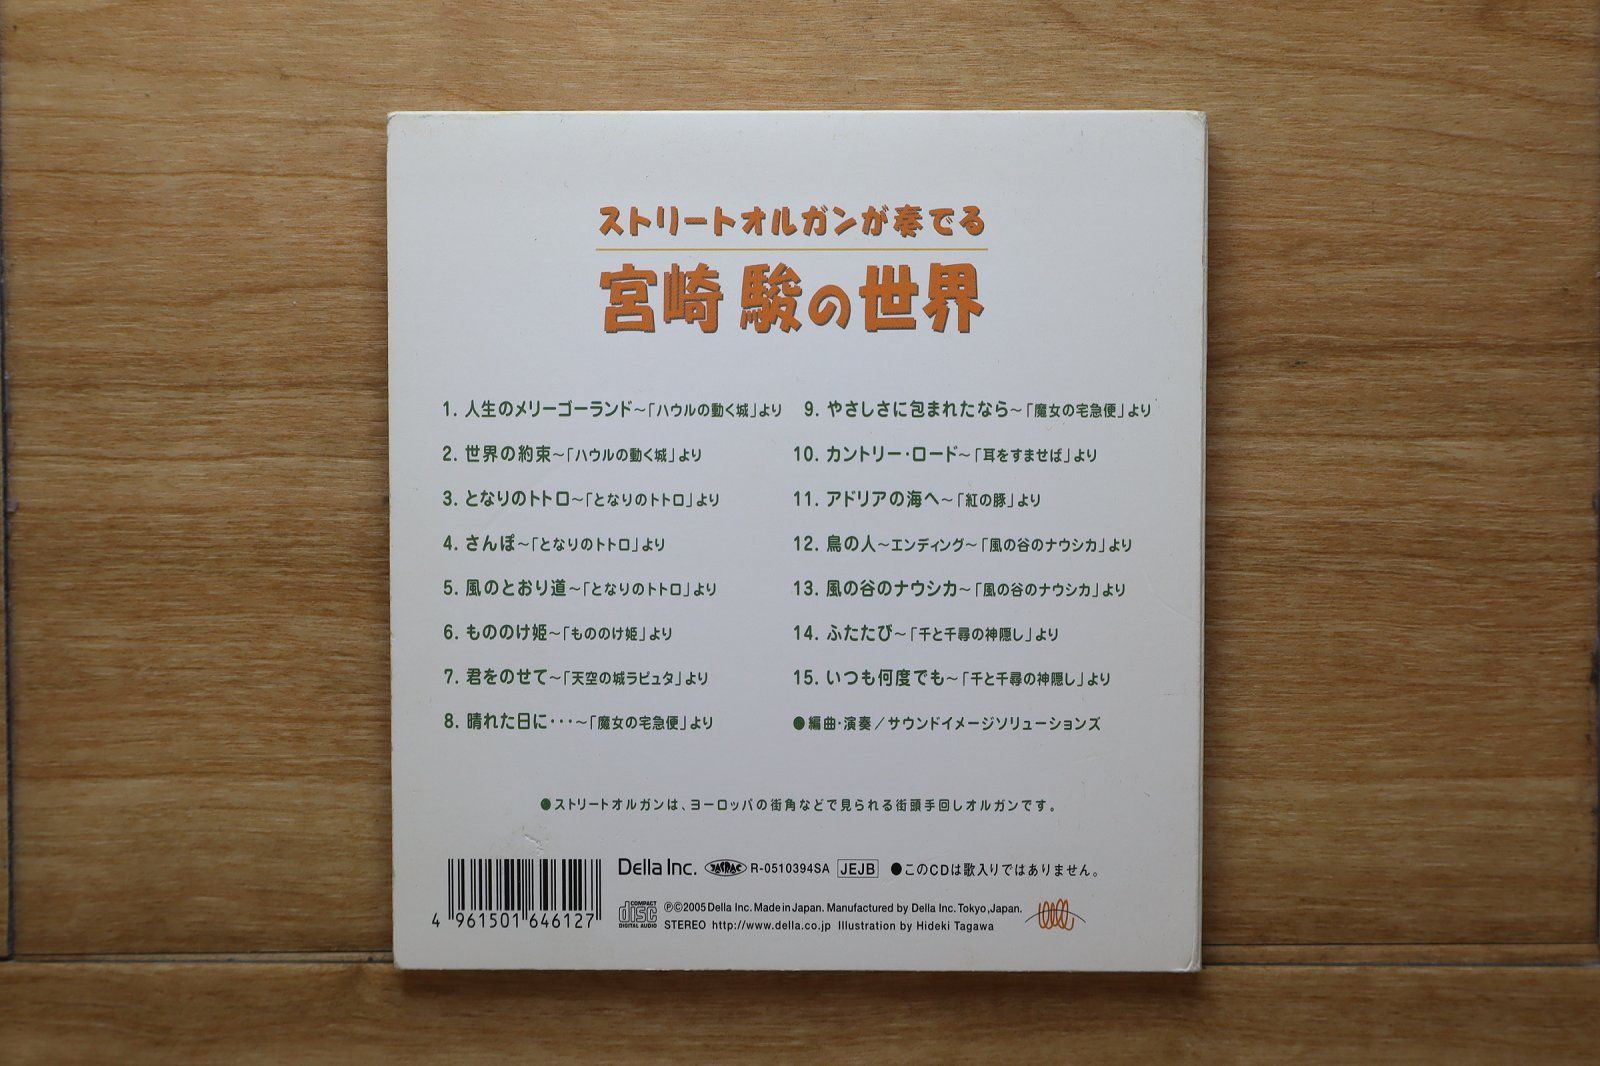 ストリートオルガンが奏でる
宮崎 駿の世界
1. 人生のメリーゴーランド～「ハウルの動く城」より
2. 世界の約束～「ハウルの動く城」より
3. となりのトトロ～「となりのトトロ」より
4. さんぽ～「となりのトトロ」より
5. 風のとおり道～「となりのトトロ」より
6. もののけ姫～「もののけ姫」より
7. 君をのせて～「天空の城ラピュタ」より
8. 晴れた日に・・・～「魔女の宅急便」より
9. やさしさに包まれたなら～「魔女の宅急便」より
10. カントリー・ロード～「耳をすませば」より
11. アドリアの海へ～「紅の豚」より
12. 鳥の人～エンディング～「風の谷のナウシカ」より
13. 風の谷のナウシカ～「風の谷のナウシカ」より
14. ふたたび～「千と千尋の神隠し」より
15. いつも何度でも～「千と千尋の神隠し」より
●編曲・演奏／サウンドイメージソリューションズ
●ストリートオルガンは、ヨーロッパの街角などで見られる街頭手回しオルガンです。
Della Inc. JASRAC R-0510394SA JEJB ●このCDは歌入りではありません。
4 961501 646127
COMPACT disc DIGITAL AUDIO
ⓅⒸ2005 Della Inc. Made in Japan. Manufactured by Della Inc. Tokyo, Japan.
STEREO http://www.della.co.jp Illustration by Hideki Tagawa